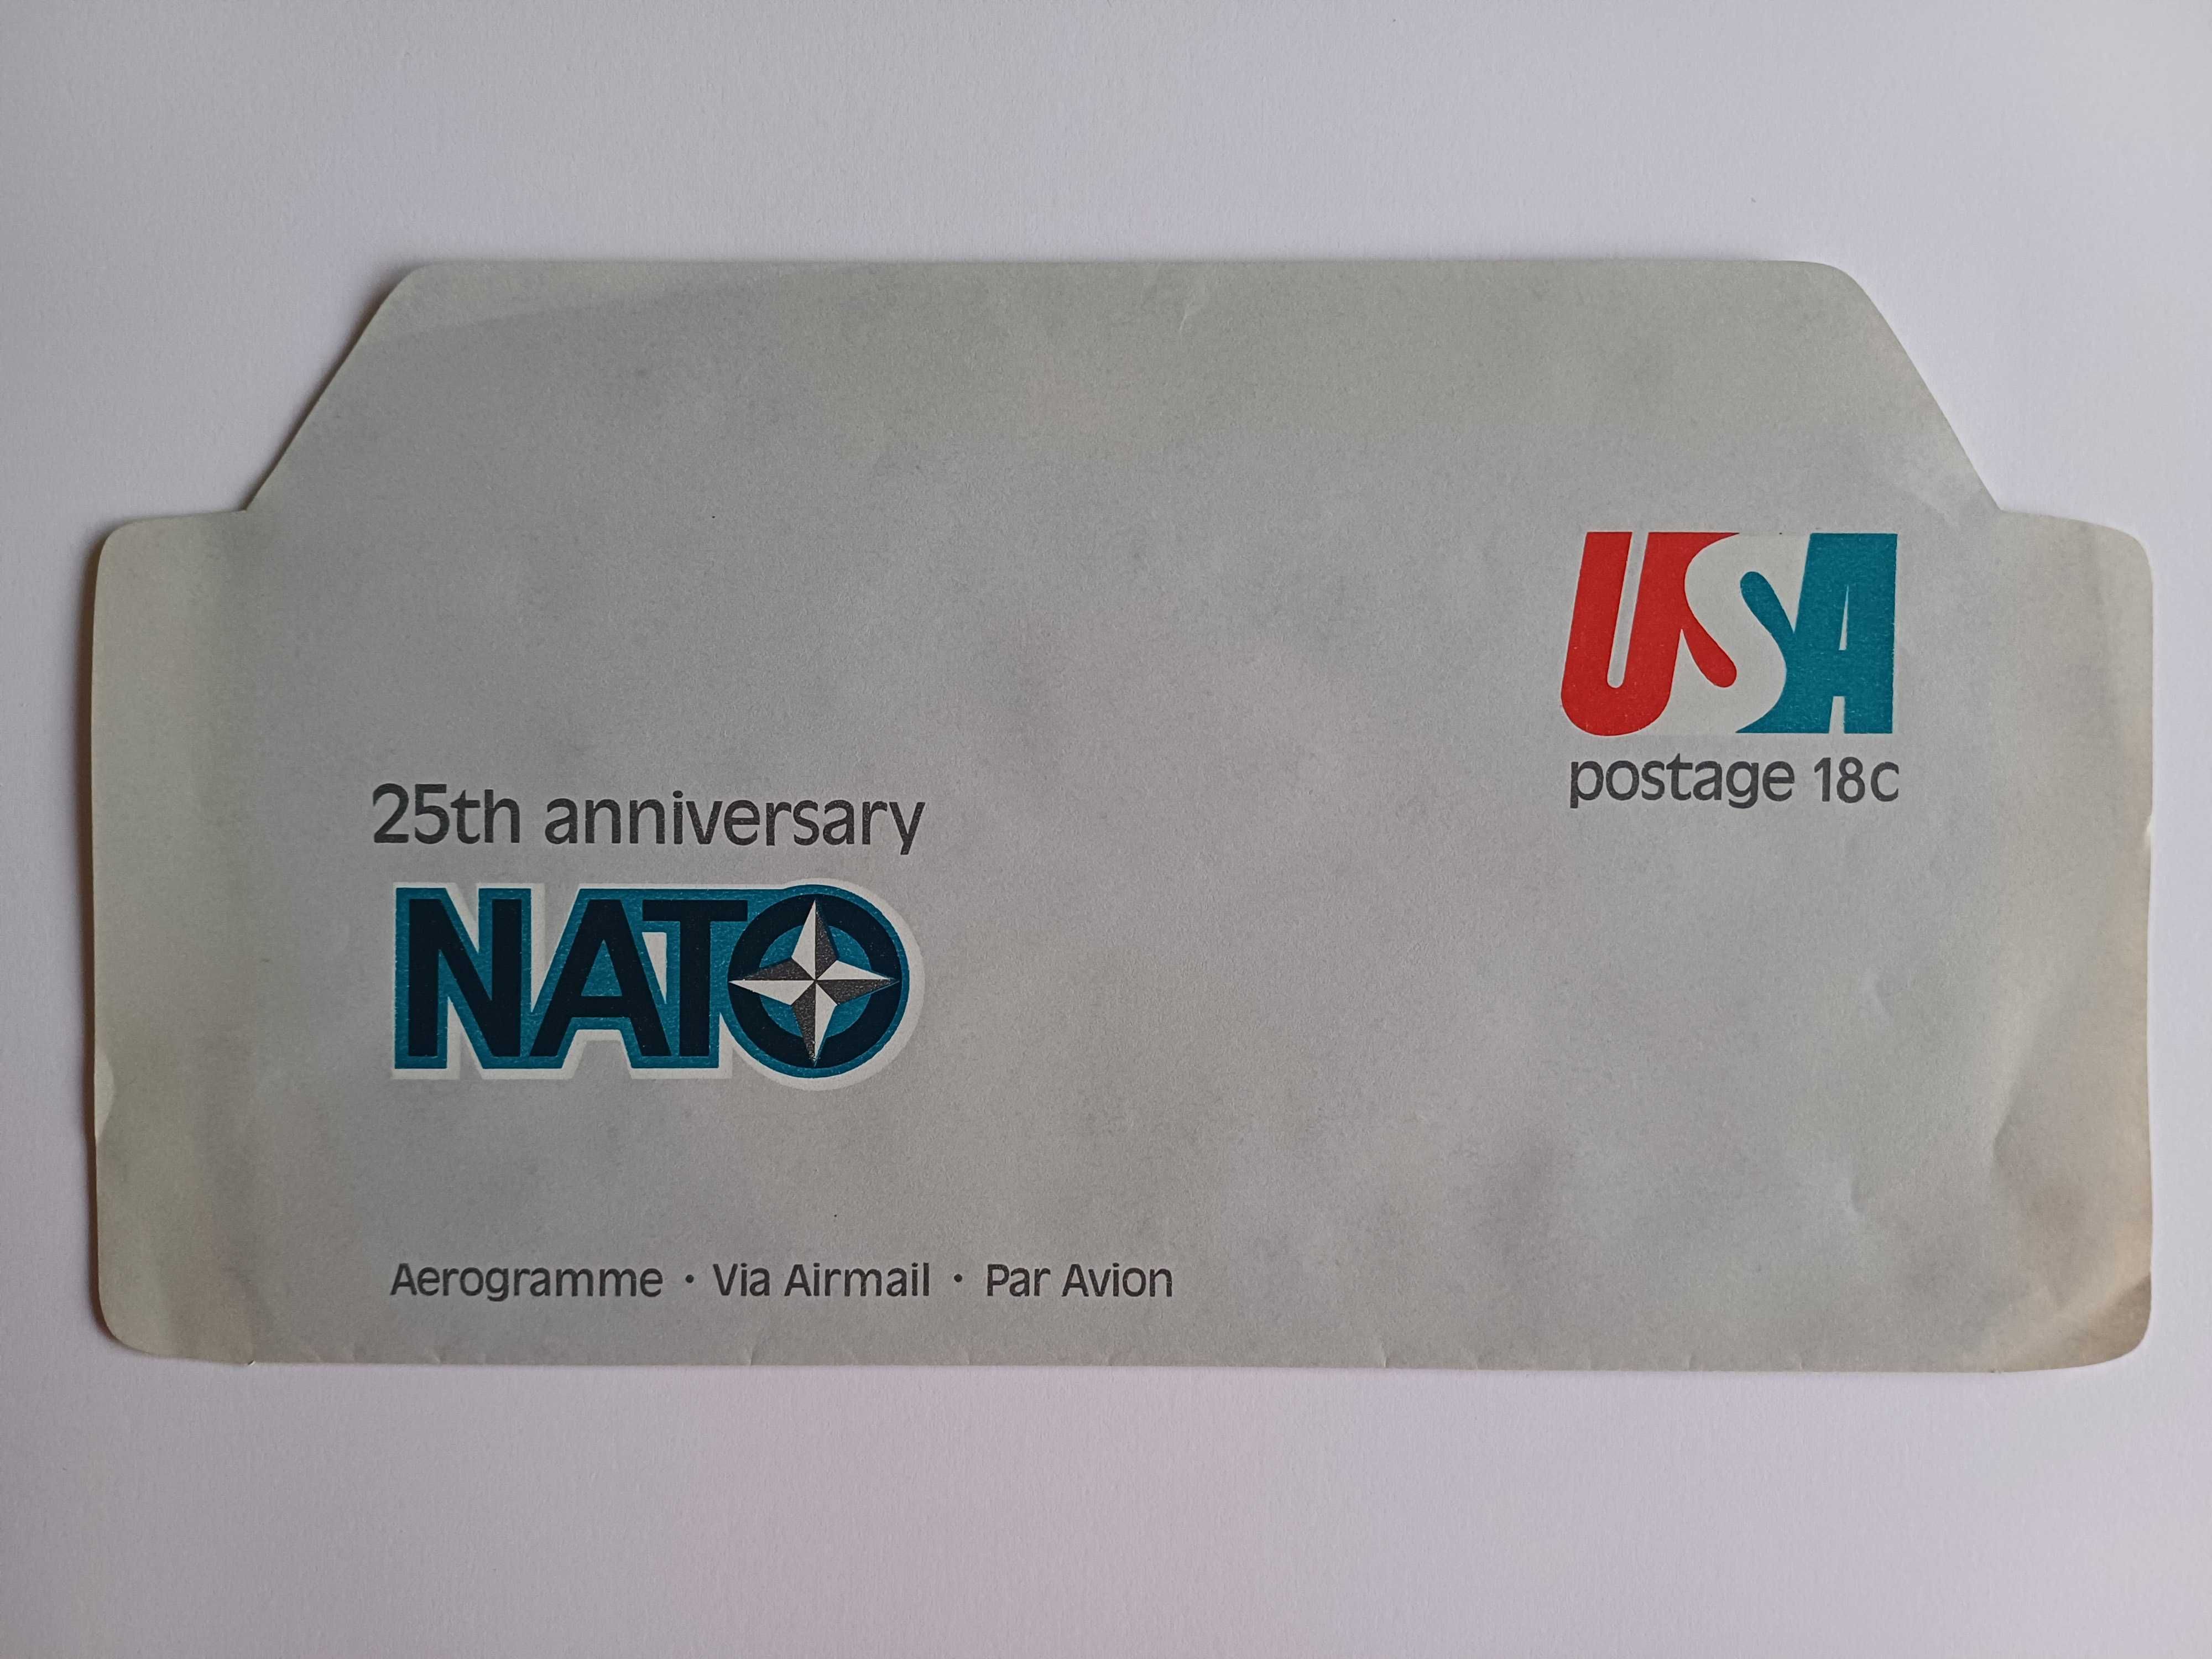 USA
postage 18c
25th anniversary
NATO
Aerogramme • Via Airmail • Par Avion